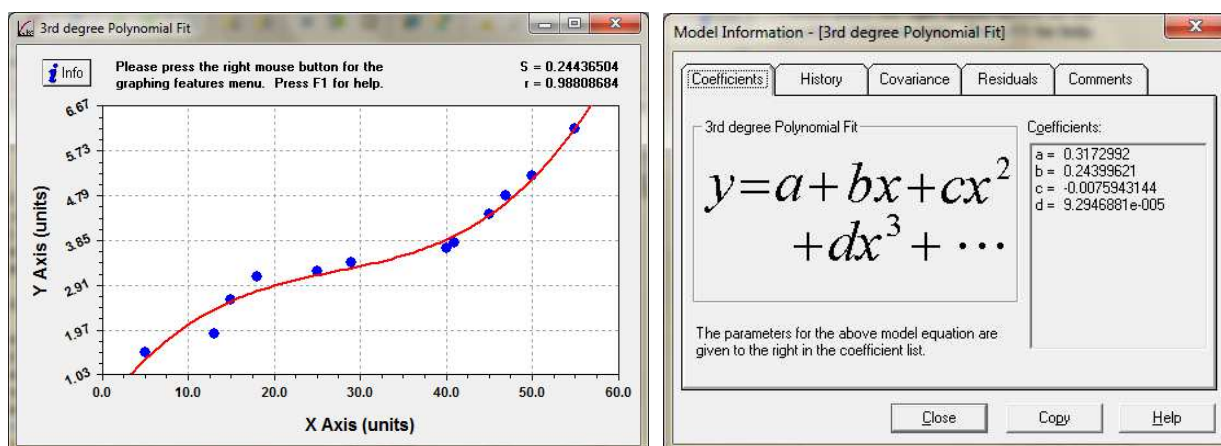 3rd degree Polynomial Fit
Info
Please press the right mouse button for the
graphing features menu. Press F1 for help.
S = 0.24436504
r = 0.98808684
Y Axis (units)
6.67
5.73
4.79
3.85
2.91
1.97
1.03
0.0 10.0 20.0 30.0 40.0 50.0 60.0
X Axis (units)
Model Information - [3rd degree Polynomial Fit]
Coefficients History Covariance Residuals Comments
3rd degree Polynomial Fit
y=a+bx+cx²
+dx³+⋯
The parameters for the above model equation are
given to the right in the coefficient list.
Coefficients:
a = 0.3172992
b = 0.24399621
c = -0.0075943144
d = 9.2946881e-005
Close Copy Help